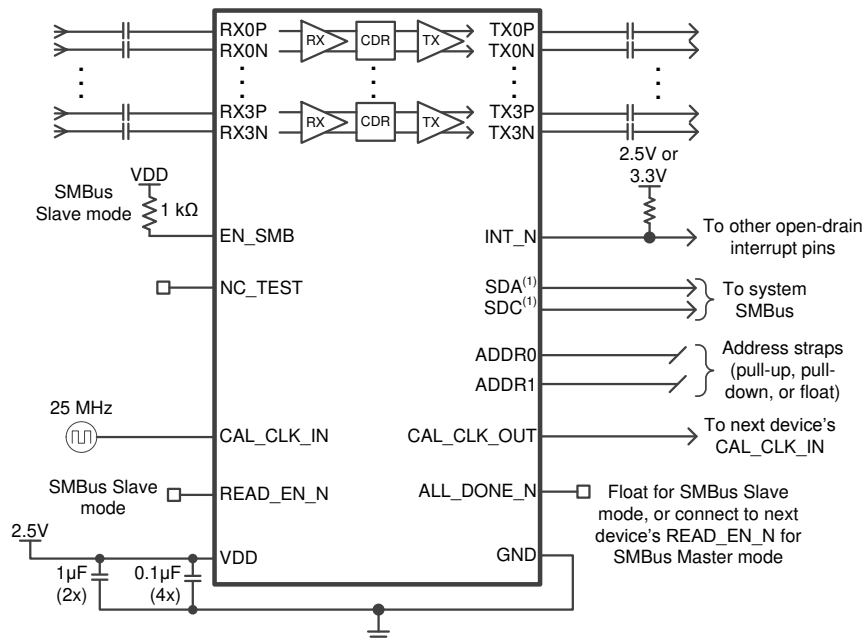 RX0P
RX0N
RX
CDR
TX
TX0P
TX0N
RX3P
RX3N
RX
CDR
TX
TX3P
TX3N
2.5V or
3.3V
VDD
SMBus
Slave mode
1 kΩ
EN_SMB
INT_N
To other open-drain
interrupt pins
NC_TEST
SDA(1)
SDC(1)
To system
SMBus
ADDR0
ADDR1
Address straps
(pull-up, pull-
down, or float)
25 MHz
CAL_CLK_IN
CAL_CLK_OUT
To next device's
CAL_CLK_IN
SMBus Slave
mode
READ_EN_N
ALL_DONE_N
Float for SMBus Slave
mode, or connect to next
device's READ_EN_N for
SMBus Master mode
2.5V
VDD
GND
1μF
(2x)
0.1μF
(4x)